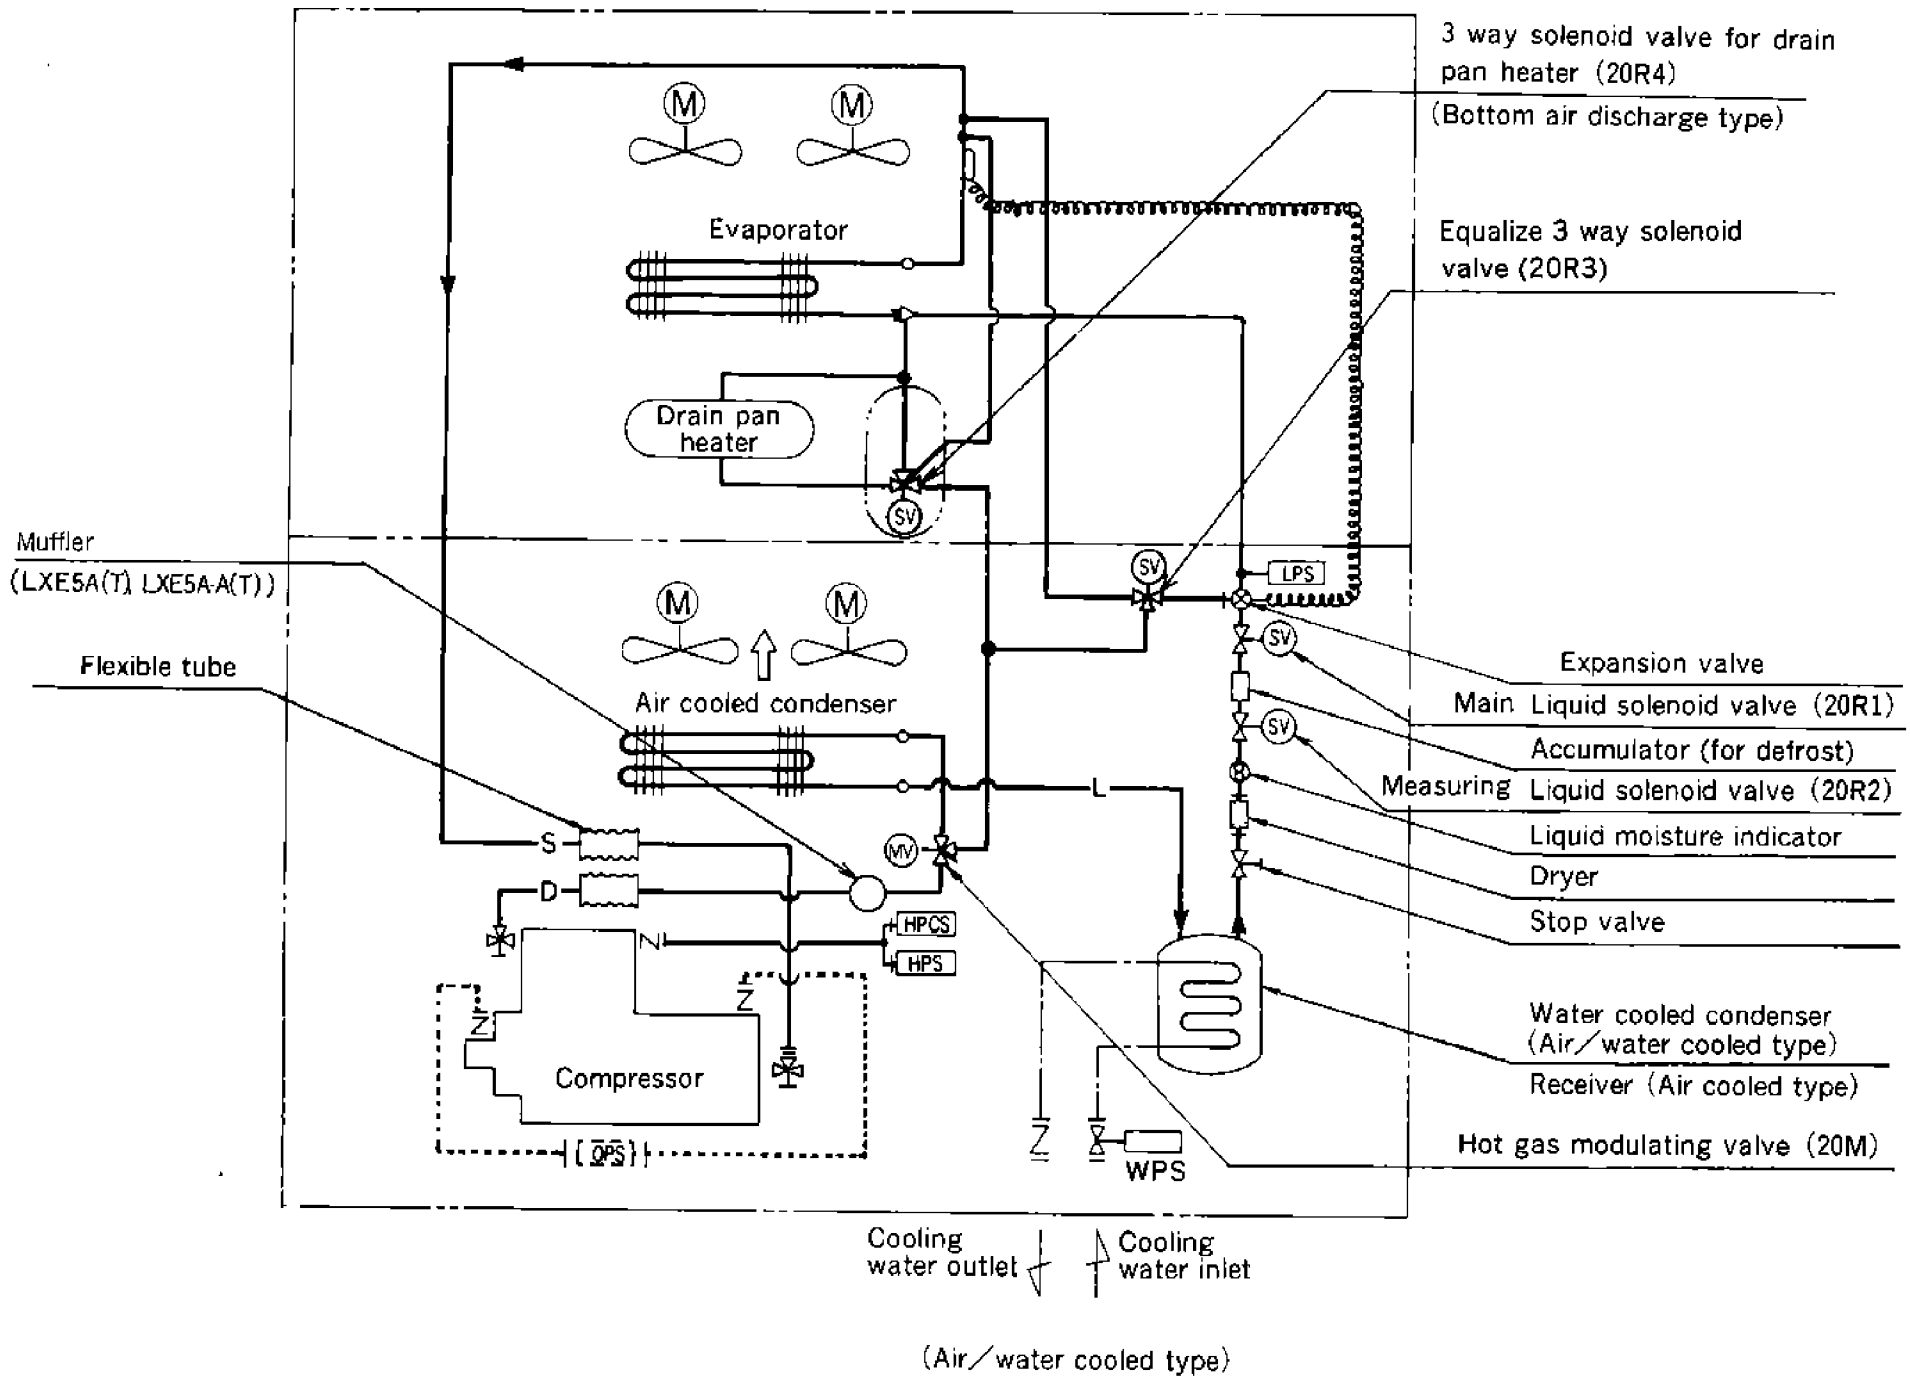 3 way solenoid valve for drain
pan heater (20R4)
(Bottom air discharge type)
M
M
Evaporator
Equalize 3 way solenoid
valve (20R3)
Drain pan
heater
SV
Muffler
(LXE5A(T), LXE5A-A(T))
SV
LPS
M
M
SV
Flexible tube
Expansion valve
Air cooled condenser
Main Liquid solenoid valve (20R1)
SV
Accumulator (for defrost)
L
Measuring Liquid solenoid valve (20R2)
Liquid moisture indicator
S
MV
Dryer
D
Stop valve
HPCS
HPS
Water cooled condenser
(Air/water cooled type)
Compressor
Receiver (Air cooled type)
OPS
WPS
Hot gas modulating valve (20M)
Cooling
water outlet
Cooling
water inlet
(Air/water cooled type)